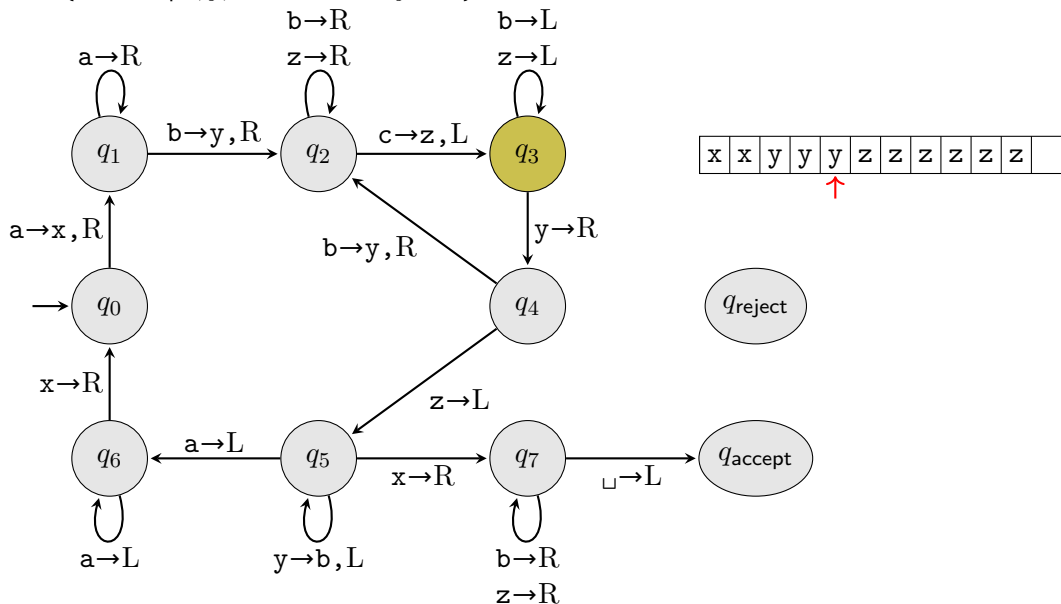 b→R b→L
a→R z→R z→L
q1 b→y,R q2 c→z,L q3 x x y y y z z z z z z
a→x,R b→y,R y→R
q0 q4 qreject
x→R z→L
q6 a→L q5 x→R q7 ␣→L qaccept
a→L y→b,L b→R
z→R